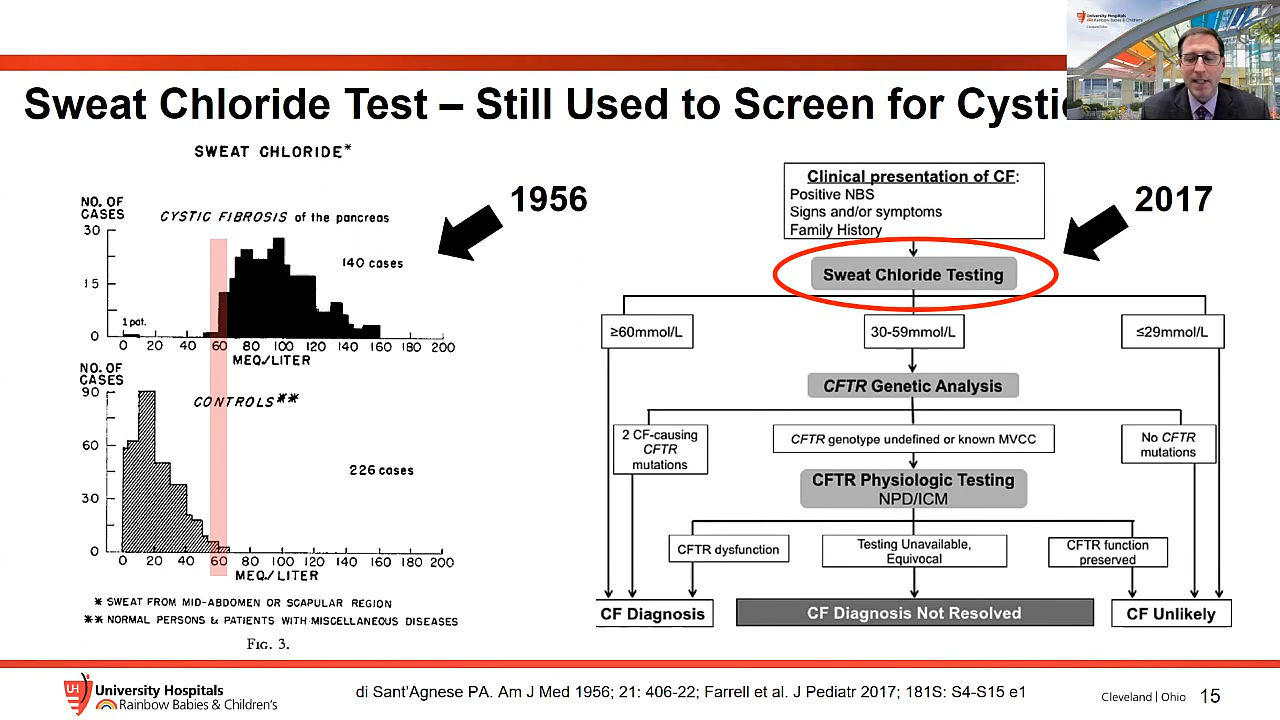 Sweat Chloride Test – Still Used to Screen for Cystic
University Hospitals
Rainbow Babies & Children's
SWEAT CHLORIDE*
1956
NO. OF
CASES
CYSTIC FIBROSIS of the pancreas
30
15
0
140 cases
1 pat.
0 20 40 60 80 100 120 140 160 180 200
MEQ./LITER
NO. OF
CASES
90
60
30
0
CONTROLS**
226 cases
0 20 40 60 80 100 120 140 160 180 200
MEQ./LITER
* SWEAT FROM MID-ABDOMEN OR SCAPULAR REGION
** NORMAL PERSONS & PATIENTS WITH MISCELLANEOUS DISEASES
FIG. 3.
2017
Clinical presentation of CF:
Positive NBS
Signs and/or symptoms
Family History
Sweat Chloride Testing
≥60mmol/L
30-59mmol/L
≤29mmol/L
CFTR Genetic Analysis
2 CF-causing
CFTR
mutations
CFTR genotype undefined or known MVCC
No CFTR
mutations
CFTR Physiologic Testing
NPD/ICM
CFTR dysfunction
Testing Unavailable,
Equivocal
CFTR function
preserved
CF Diagnosis
CF Diagnosis Not Resolved
CF Unlikely
UH
University Hospitals
Rainbow Babies & Children's
di Sant'Agnese PA. Am J Med 1956; 21: 406-22; Farrell et al. J Pediatr 2017; 181S: S4-S15 e1
Cleveland | Ohio 15